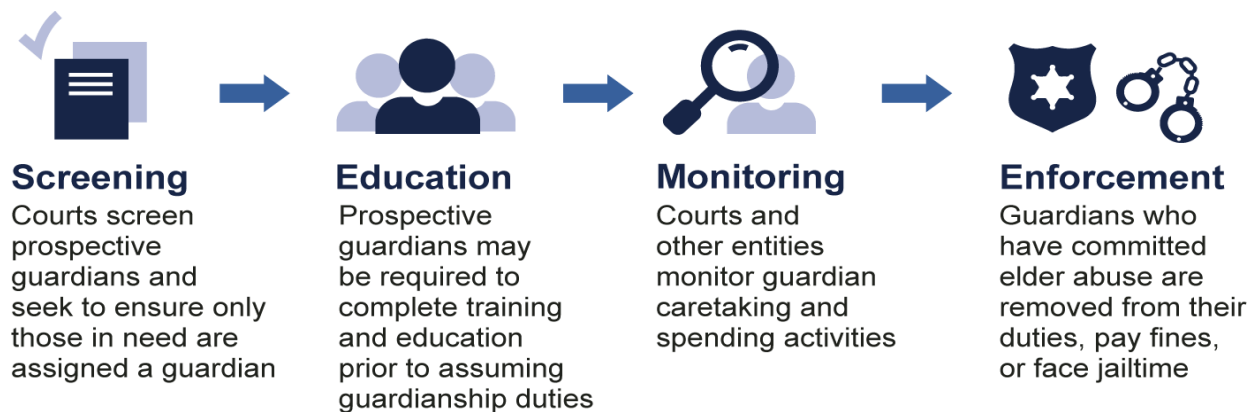 Screening
Courts screen
prospective
guardians and
seek to ensure only
those in need are
assigned a guardian
Education
Prospective
guardians may
be required to
complete training
and education
prior to assuming
guardianship duties
Monitoring
Courts and
other entities
monitor guardian
caretaking and
spending activities
Enforcement
Guardians who
have committed
elder abuse are
removed from their
duties, pay fines,
or face jailtime